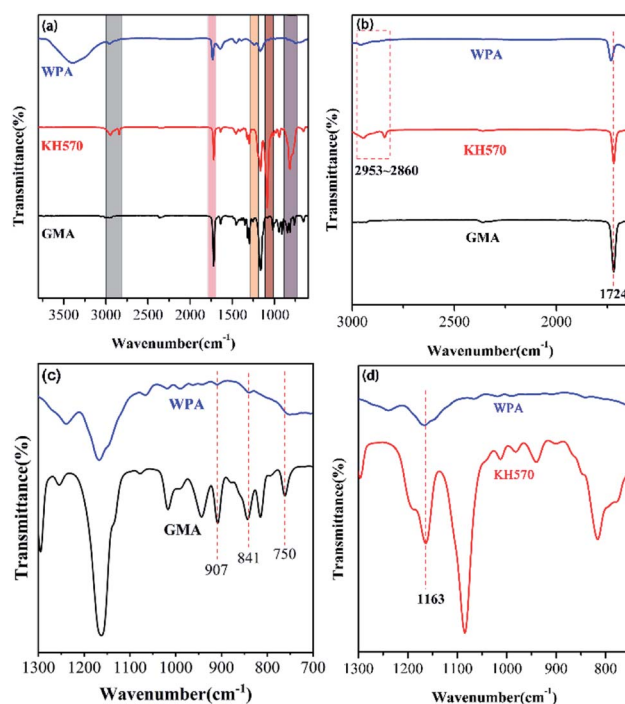 (a)
WPA
KH570
GMA
Transmittance(%)
3500 3000 2500 2000 1500 1000
Wavenumber(cm-1)
(b)
WPA
KH570
2953~2860
GMA
1724
Transmittance(%)
3000 2500 2000
Wavenumber(cm-1)
(c)
WPA
GMA
907
841
750
Transmittance(%)
1300 1200 1100 1000 900 800 700
Wavenumber(cm-1)
(d)
WPA
KH570
1163
Transmittance(%)
1300 1200 1100 1000 900 800
Wavenumber(cm-1)